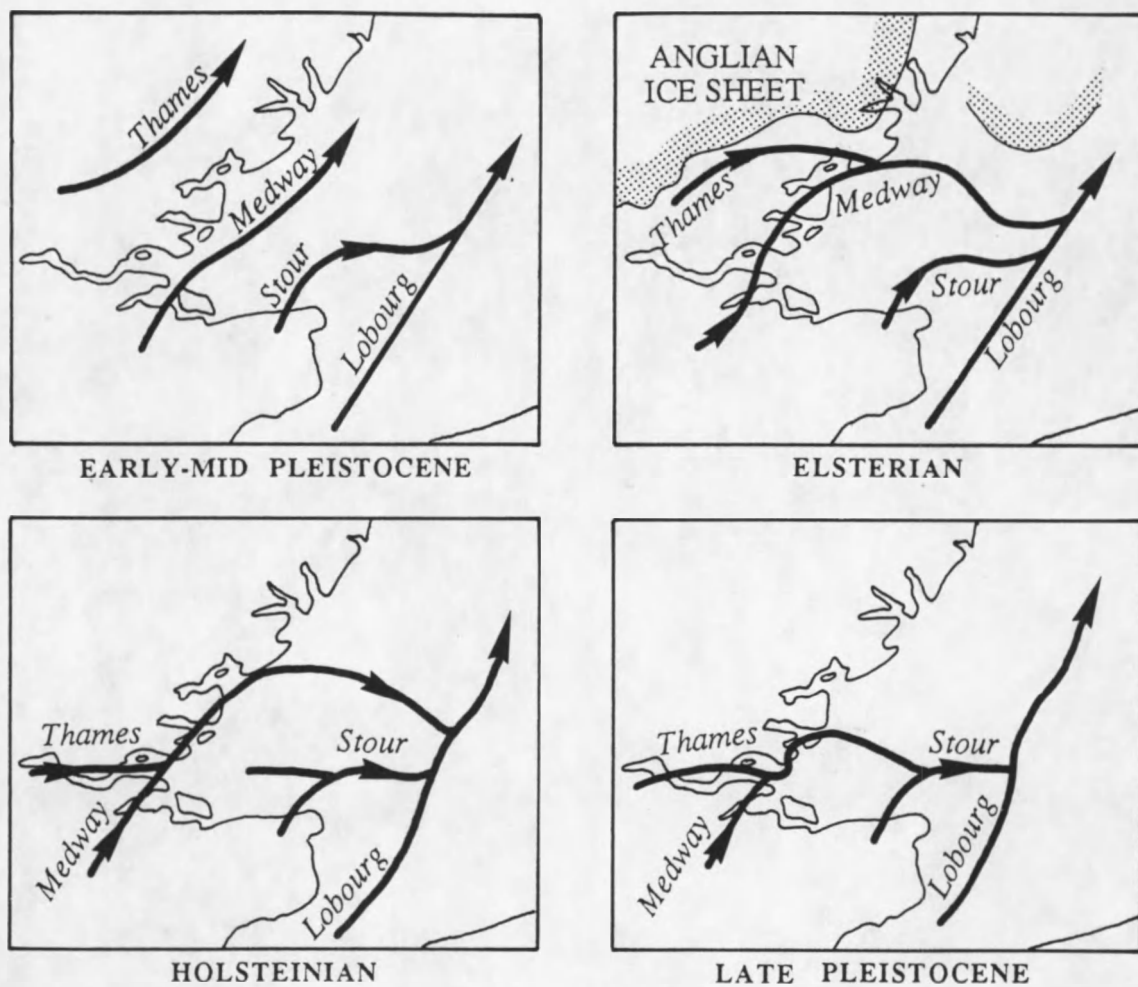 Thames
Medway
Stour
Lobourg
EARLY-MID PLEISTOCENE
ANGLIAN
ICE SHEET
Thames
Medway
Stour
Lobourg
ELSTERIAN
Thames
Medway
Stour
Lobourg
HOLSTEINIAN
Thames
Medway
Stour
Lobourg
LATE PLEISTOCENE